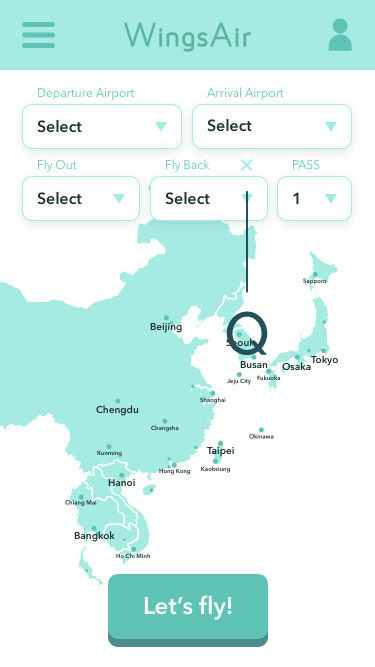 WingsAir
Departure Airport
Arrival Airport
Select
Select
Fly Out
Fly Back
PASS
Select
Select
1
Sapporo
Beijing
Q
Seoul
Tokyo
Busan
Osaka
Fukuoka
Jeju City
Shanghai
Chengdu
Changsha
Okinawa
Taipei
Kunming
Hong Kong
Kaohsiung
Hanoi
Chiang Mai
Bangkok
Ho Chi Minh
Let's fly!